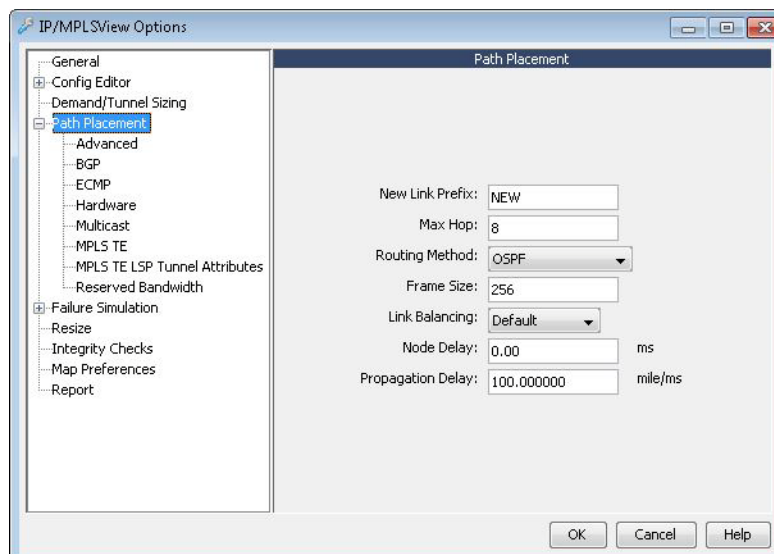 IP/MPLSView Options
General
Config Editor
Demand/Tunnel Sizing
Path Placement
Advanced
BGP
ECMP
Hardware
Multicast
MPLS TE
MPLS TE LSP Tunnel Attributes
Reserved Bandwidth
Failure Simulation
Resize
Integrity Checks
Map Preferences
Report
Path Placement
New Link Prefix: NEW
Max Hop: 8
Routing Method: OSPF
Frame Size: 256
Link Balancing: Default
Node Delay: 0.00 ms
Propagation Delay: 100.000000 mile/ms
OK Cancel Help